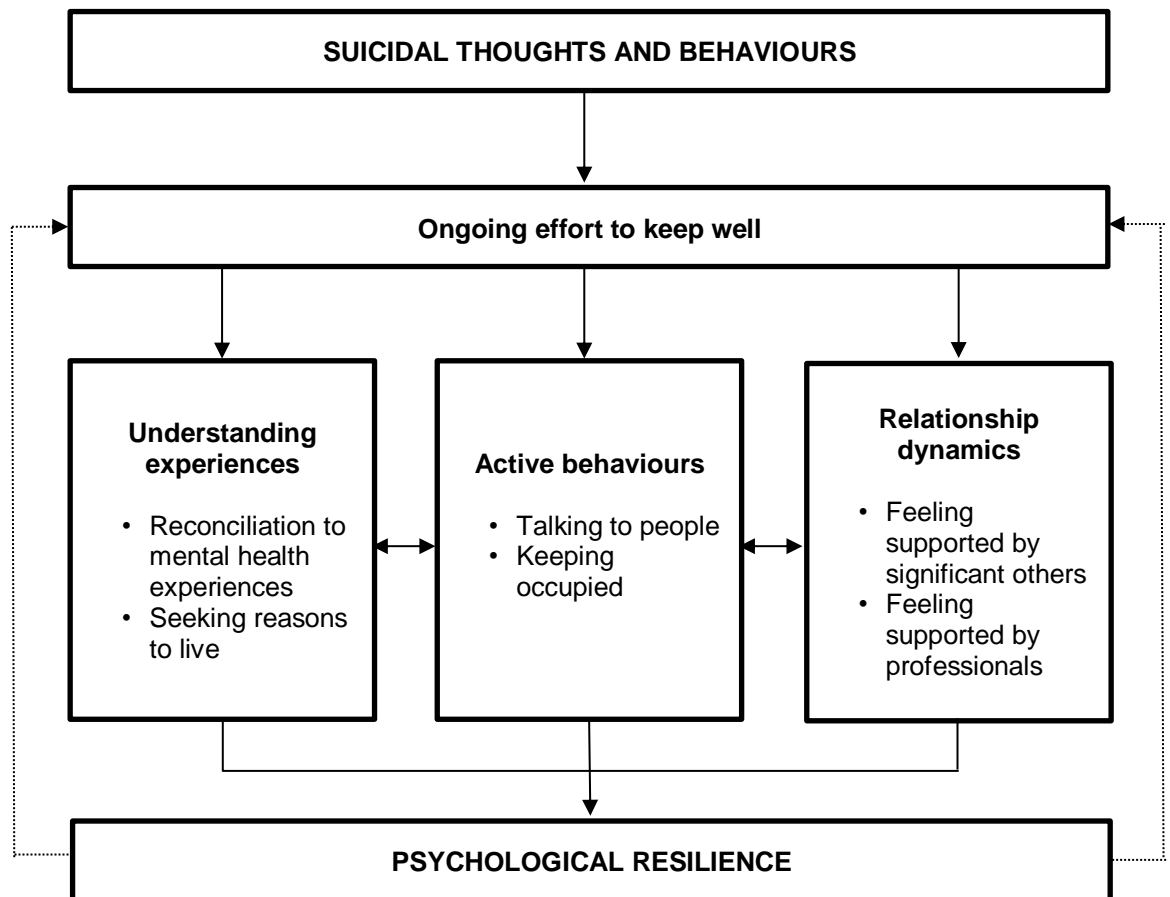 SUICIDAL THOUGHTS AND BEHAVIOURS
Ongoing effort to keep well
Understanding
experiences
• Reconciliation to
mental health
experiences
• Seeking reasons
to live
Active behaviours
• Talking to people
• Keeping
occupied
Relationship
dynamics
• Feeling
supported by
significant others
• Feeling
supported by
professionals
PSYCHOLOGICAL RESILIENCE